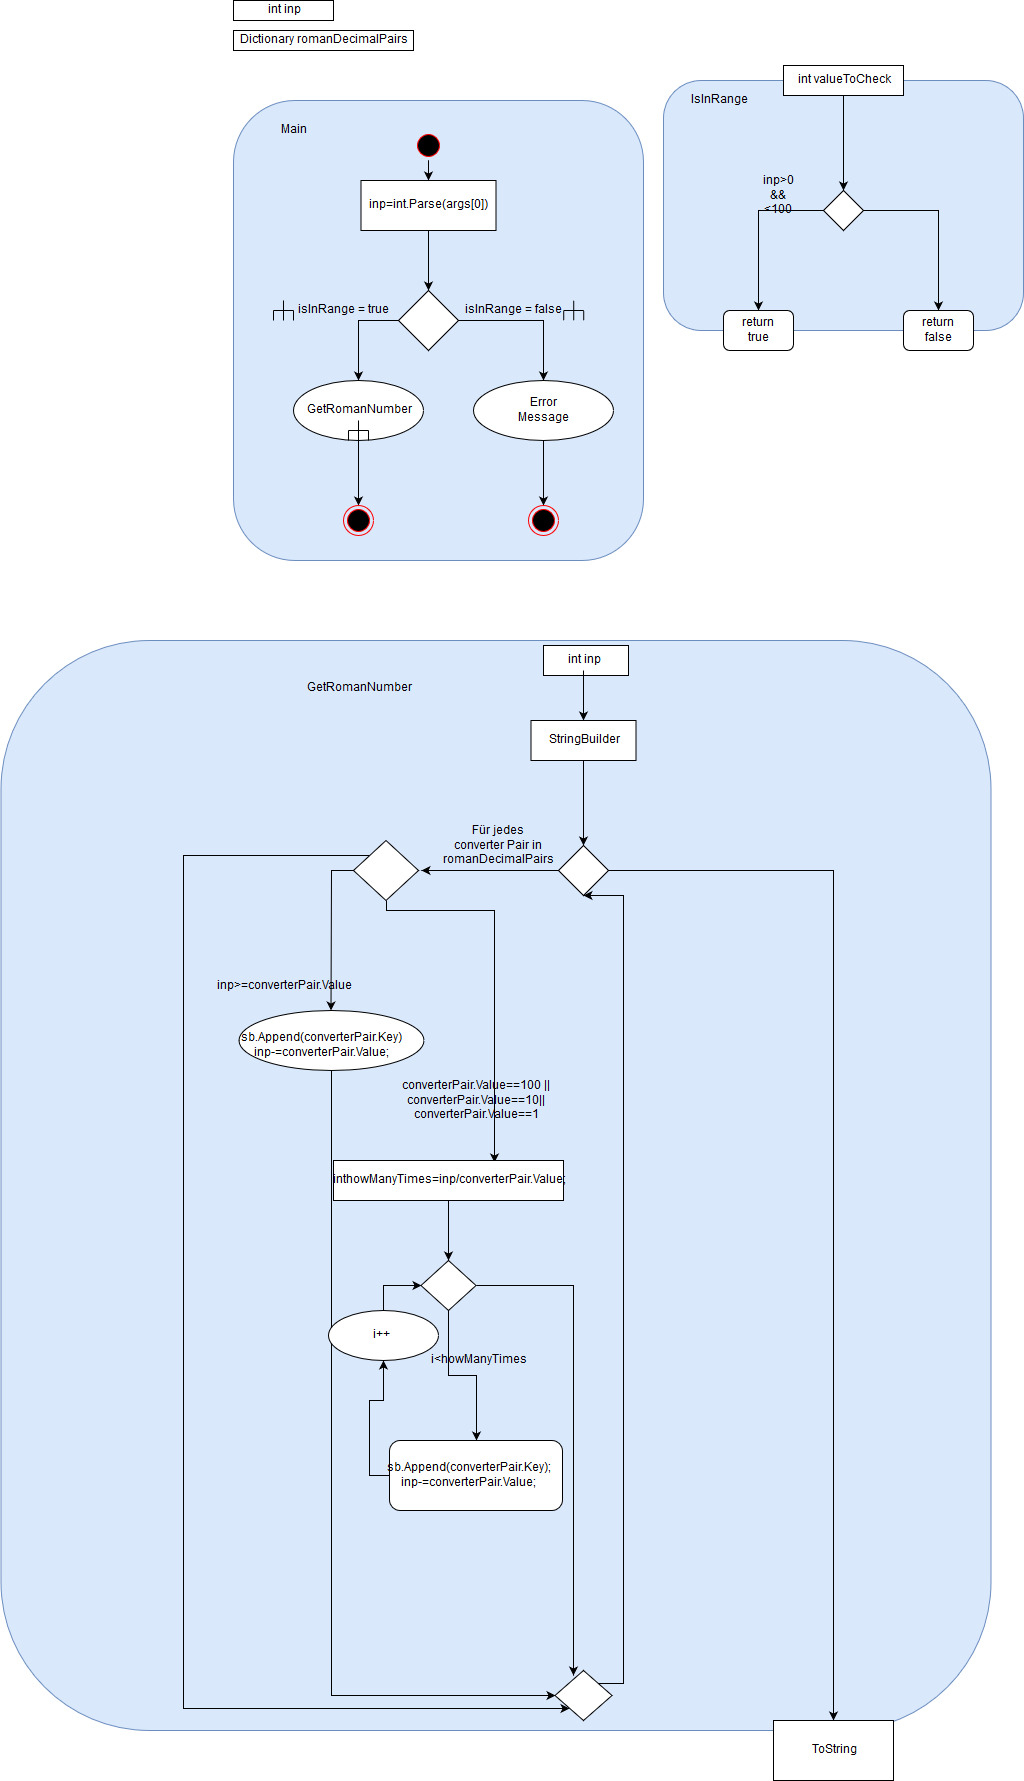 int inp
Dictionary romanDecimalPairs
int valueToCheck
IsInRange
Main
inp>0
&&
<100
inp=int.Parse(args[0])
isInRange = true
isInRange = false
return
true
return
false
GetRomanNumber
Error
Message
int inp
GetRomanNumber
StringBuilder
Für jedes
converter Pair in
romanDecimalPairs
inp>=converterPair.Value
sb.Append(converterPair.Key)
inp-=converterPair.Value;
converterPair.Value==100 ||
converterPair.Value==10||
converterPair.Value==1
inthowManyTimes=inp/converterPair.Value;
i++
i<howManyTimes
sb.Append(converterPair.Key);
inp-=converterPair.Value;
ToString